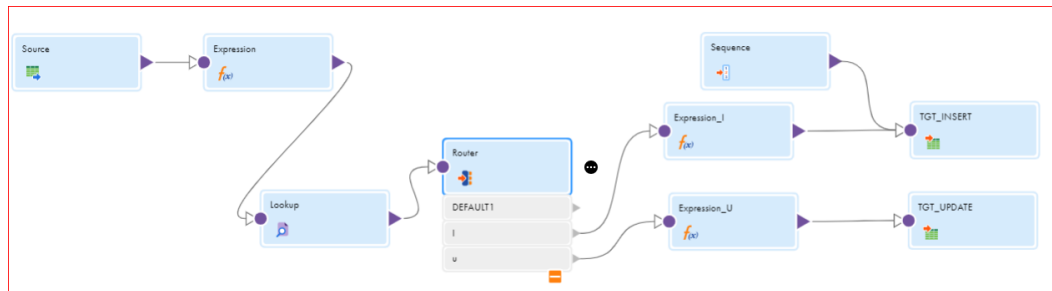 Source
Expression
f(x)
Lookup
Router
DEFAULT1
I
u
Sequence
Expression_I
f(x)
Expression_U
f(x)
TGT_INSERT
TGT_UPDATE